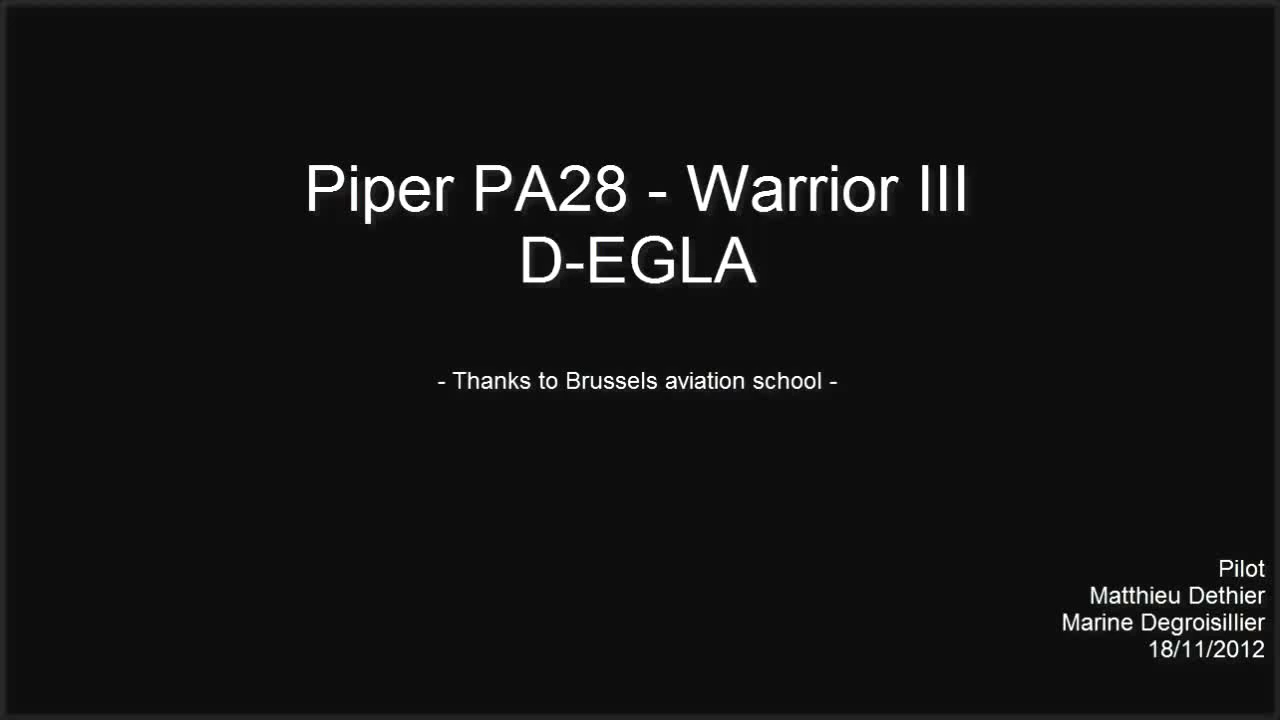 Piper PA28 - Warrior III
D-EGLA
- Thanks to Brussels aviation school -
Pilot
Matthieu Dethier
Marine Degroisillier
18/11/2012